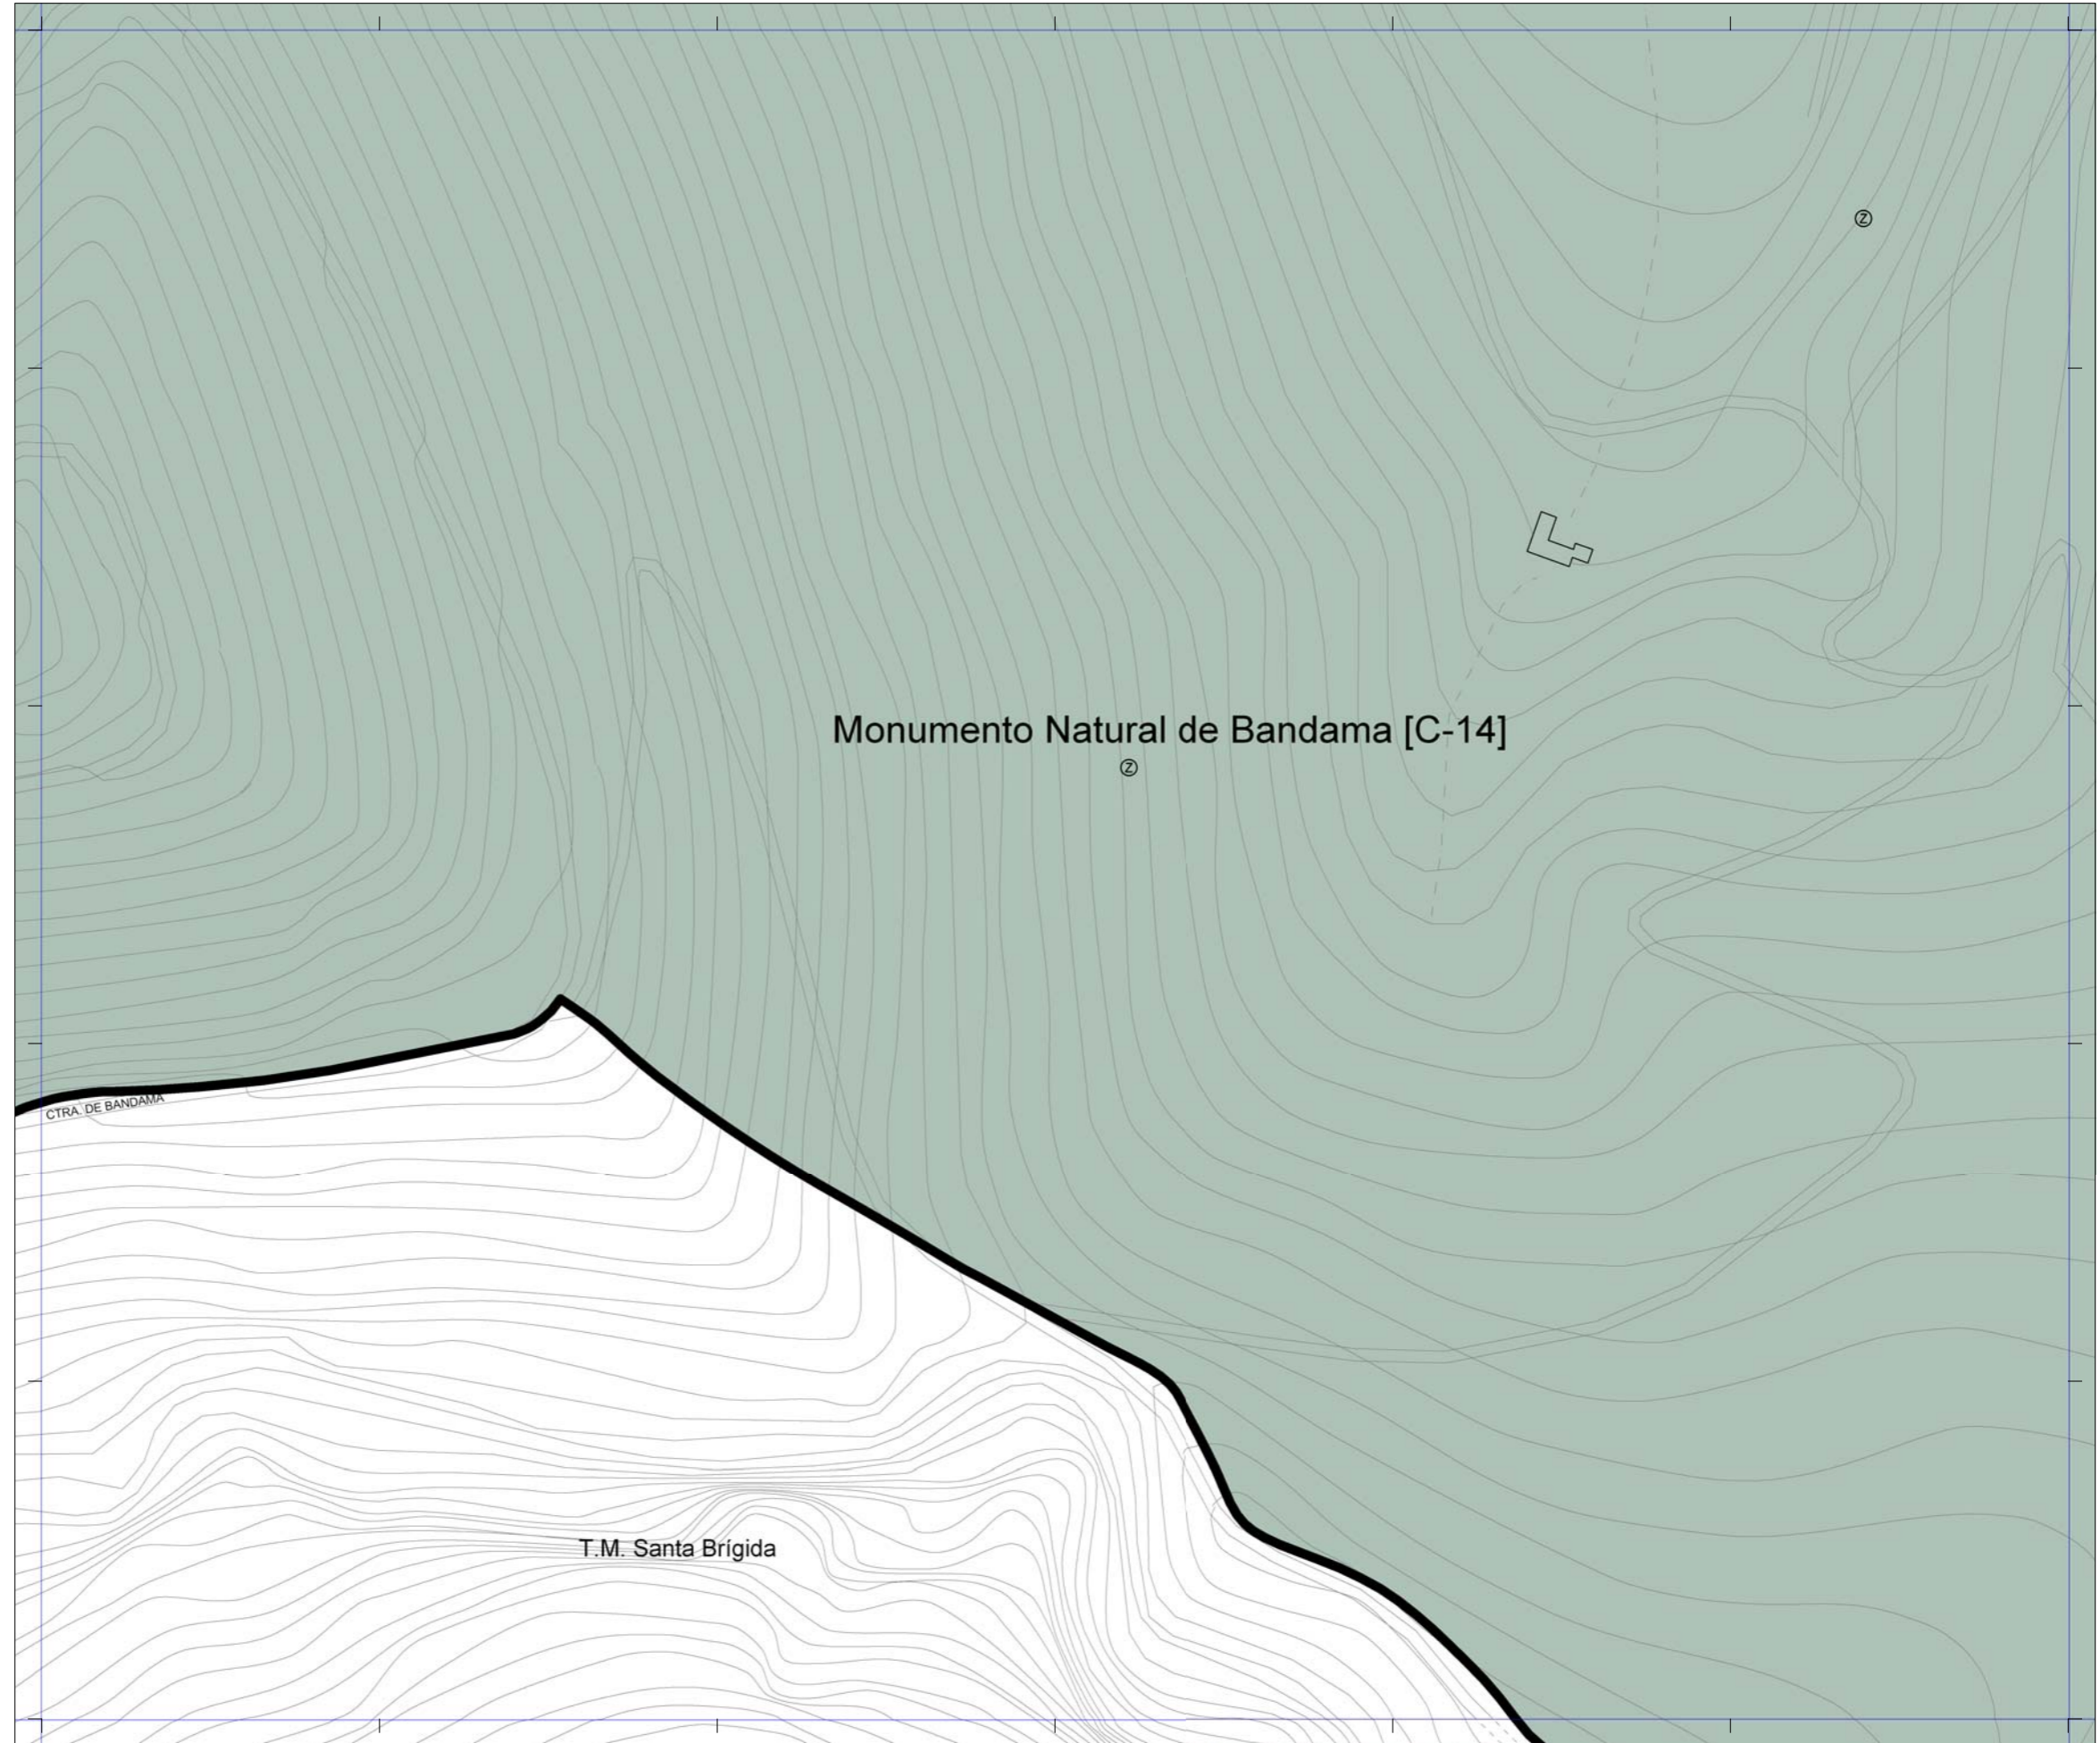 Ⓩ
Monumento Natural de Bandama [C-14]
Ⓩ
CTRA. DE BANDAMA
T.M. Santa Brígida